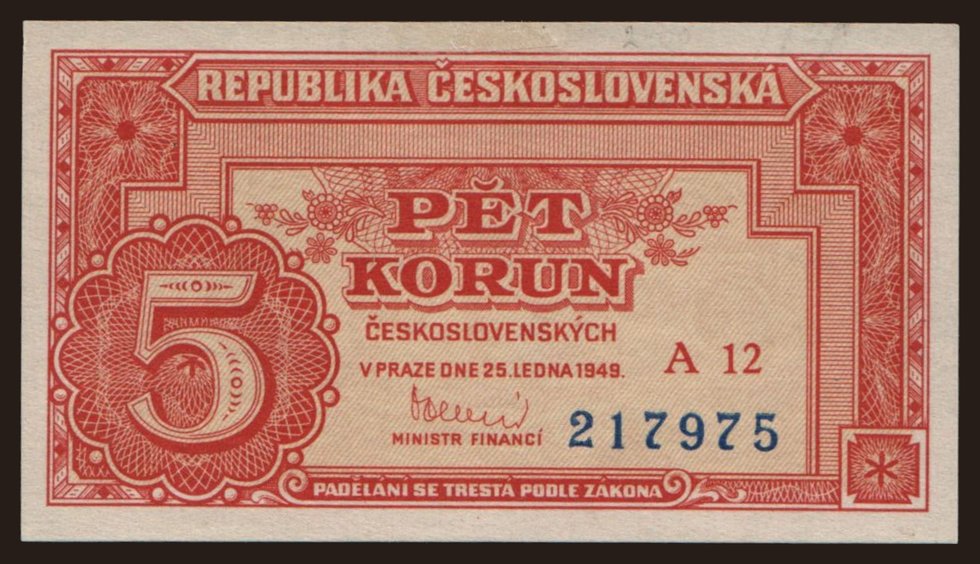 REPUBLIKA ČESKOSLOVENSKÁ
PĚT
KORUN
5
ČESKOSLOVENSKÝCH
V PRAZE DNE 25. LEDNA 1949.
A 12
MINISTR FINANCÍ
217975
PADĚLÁNÍ SE TRESTÁ PODLE ZÁKONA